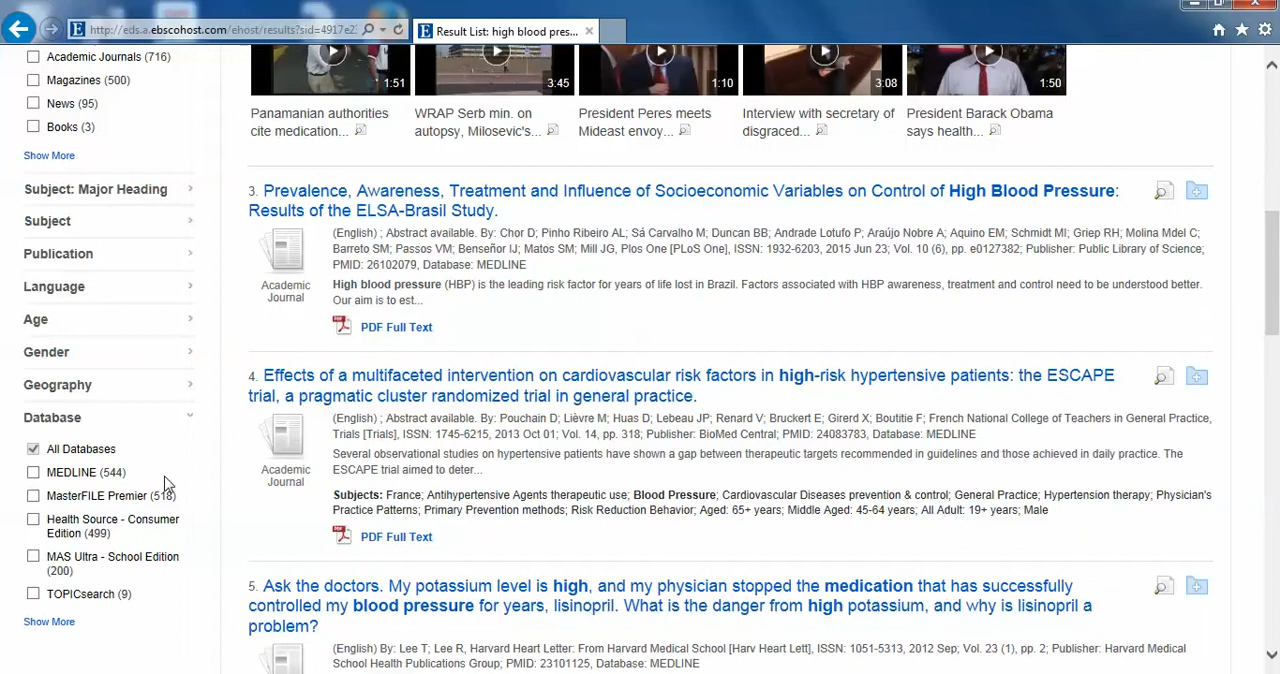 http://eds.a.ebscohost.com/ehost/results?sid=4917e2
Result List: high blood pres...
Academic Journals (716)
Magazines (500)
News (95)
Books (3)
Show More
Subject: Major Heading
Subject
Publication
Language
Age
Gender
Geography
Database
All Databases
MEDLINE (544)
MasterFILE Premier (518)
Health Source - Consumer
Edition (499)
MAS Ultra - School Edition
(200)
TOPICsearch (9)
Show More
1:51
3:45
1:10
3:08
1:50
Panamanian authorities
cite medication...
WRAP Serb min. on
autopsy, Milosevic's...
President Peres meets
Mideast envoy...
Interview with secretary of
disgraced...
President Barack Obama
says health...
3. Prevalence, Awareness, Treatment and Influence of Socioeconomic Variables on Control of High Blood Pressure:
Results of the ELSA-Brasil Study.
Academic
Journal
(English) ; Abstract available. By: Chor D; Pinho Ribeiro AL; Sá Carvalho M; Duncan BB; Andrade Lotufo P; Araújo Nobre A; Aquino EM; Schmidt MI; Griep RH; Molina Mdel C;
Barreto SM; Passos VM; Benseñor IJ; Matos SM; Mill JG, Plos One [PLoS One], ISSN: 1932-6203, 2015 Jun 23; Vol. 10 (6), pp. e0127382; Publisher: Public Library of Science;
PMID: 26102079, Database: MEDLINE
High blood pressure (HBP) is the leading risk factor for years of life lost in Brazil. Factors associated with HBP awareness, treatment and control need to be understood better.
Our aim is to est...
PDF Full Text
4. Effects of a multifaceted intervention on cardiovascular risk factors in high-risk hypertensive patients: the ESCAPE
trial, a pragmatic cluster randomized trial in general practice.
Academic
Journal
(English) ; Abstract available. By: Pouchain D; Lièvre M; Huas D; Lebeau JP; Renard V; Bruckert E; Girerd X; Boutitie F; French National College of Teachers in General Practice,
Trials [Trials], ISSN: 1745-6215, 2013 Oct 01; Vol. 14, pp. 318; Publisher: BioMed Central; PMID: 24083783, Database: MEDLINE
Several observational studies on hypertensive patients have shown a gap between therapeutic targets recommended in guidelines and those achieved in daily practice. The
ESCAPE trial aimed to deter...
Subjects: France; Antihypertensive Agents therapeutic use; Blood Pressure; Cardiovascular Diseases prevention & control; General Practice; Hypertension therapy; Physician's
Practice Patterns; Primary Prevention methods; Risk Reduction Behavior; Aged: 65+ years; Middle Aged: 45-64 years; All Adult: 19+ years; Male
PDF Full Text
5. Ask the doctors. My potassium level is high, and my physician stopped the medication that has successfully
controlled my blood pressure for years, lisinopril. What is the danger from high potassium, and why is lisinopril a
problem?
(English) By: Lee T; Lee R, Harvard Heart Letter: From Harvard Medical School [Harv Heart Lett], ISSN: 1051-5313, 2012 Sep; Vol. 23 (1), pp. 2; Publisher: Harvard Medical
School Health Publications Group; PMID: 23101125, Database: MEDLINE